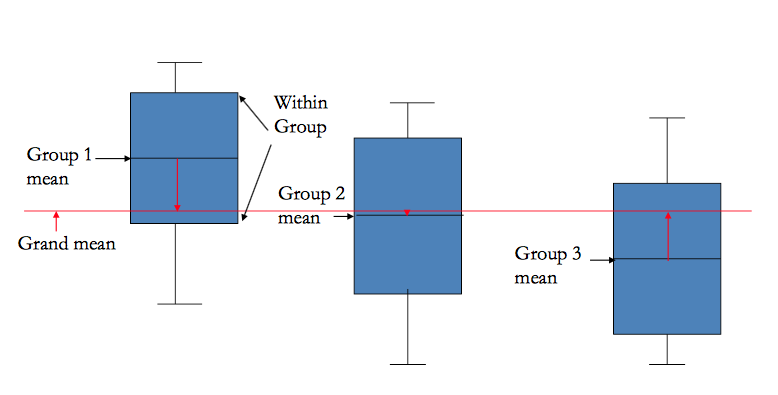 Within
Group
Group 1
mean
Group 2
mean
Grand mean
Group 3
mean